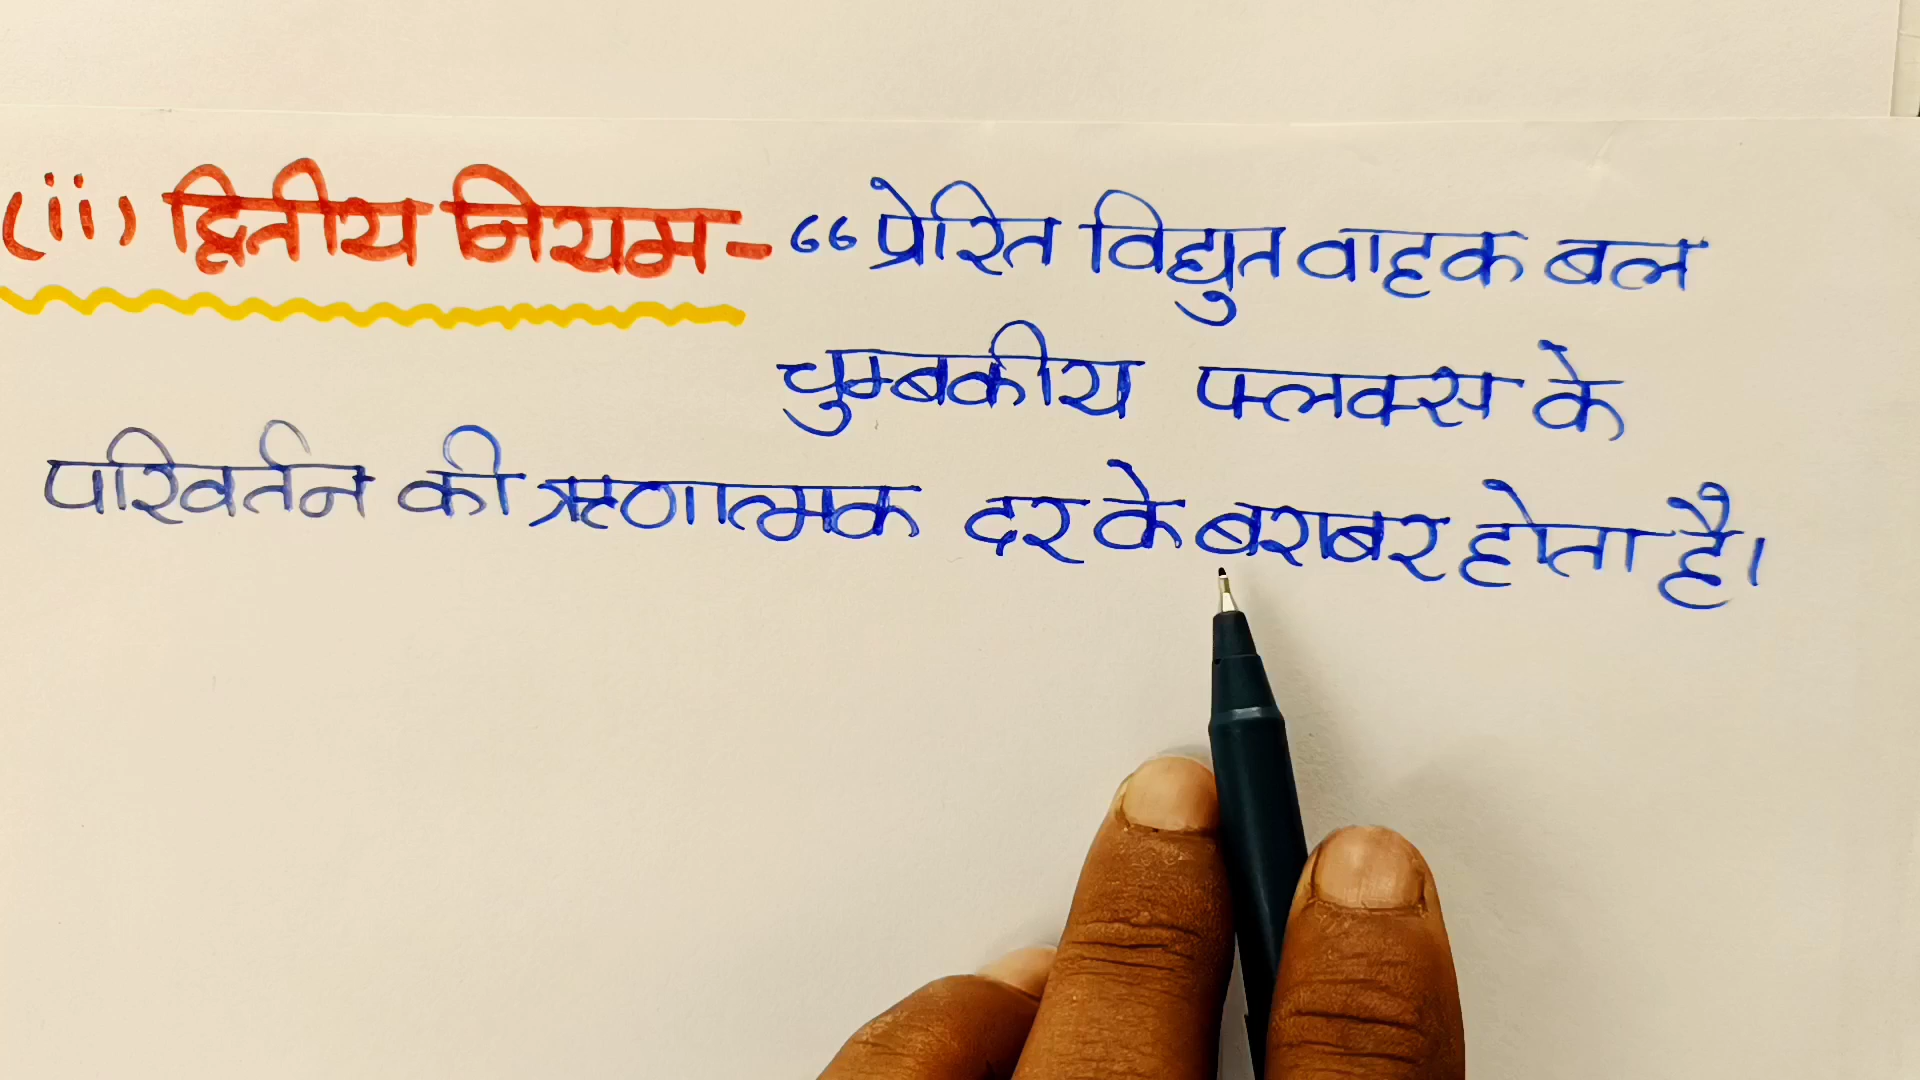 (ii) द्वितीय नियम - “प्रेरित विद्युत वाहक बल
चुम्बकीय फ्लक्स के
परिवर्तन की ऋणात्मक दर के बराबर होता है।